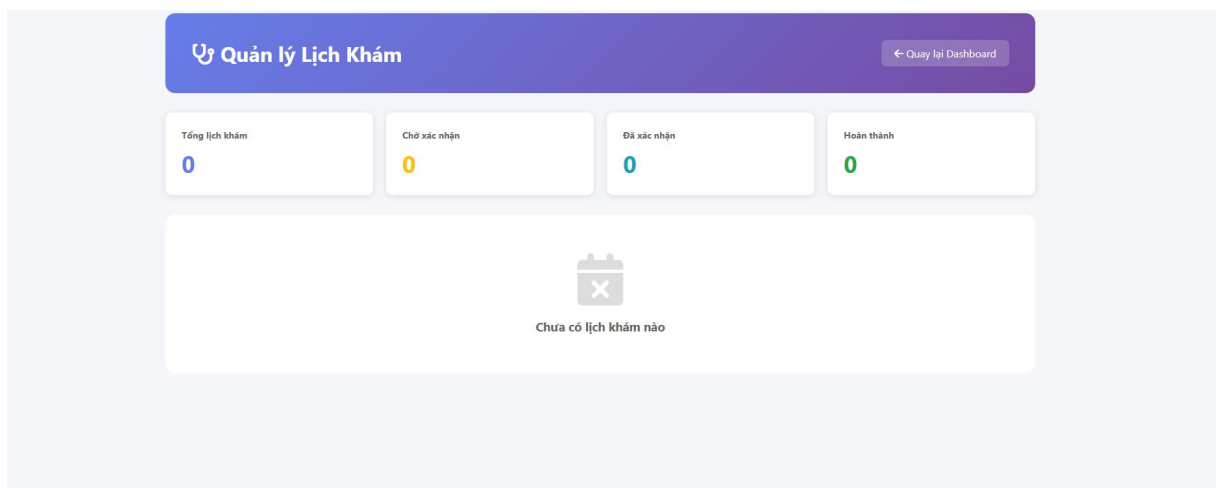 Quản lý Lịch Khám
← Quay lại Dashboard
Tổng lịch khám
0
Chờ xác nhận
0
Đã xác nhận
0
Hoàn thành
0
Chưa có lịch khám nào